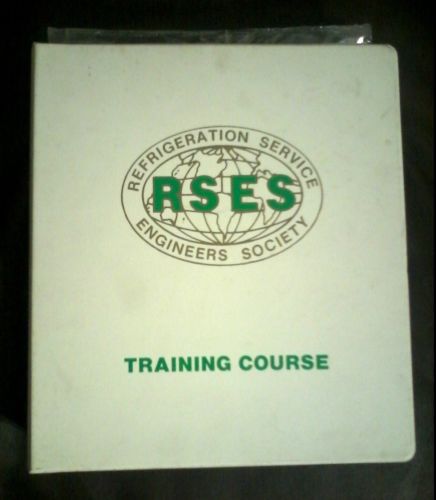 REFRIGERATION SERVICE
RSES
ENGINEERS SOCIETY
TRAINING COURSE